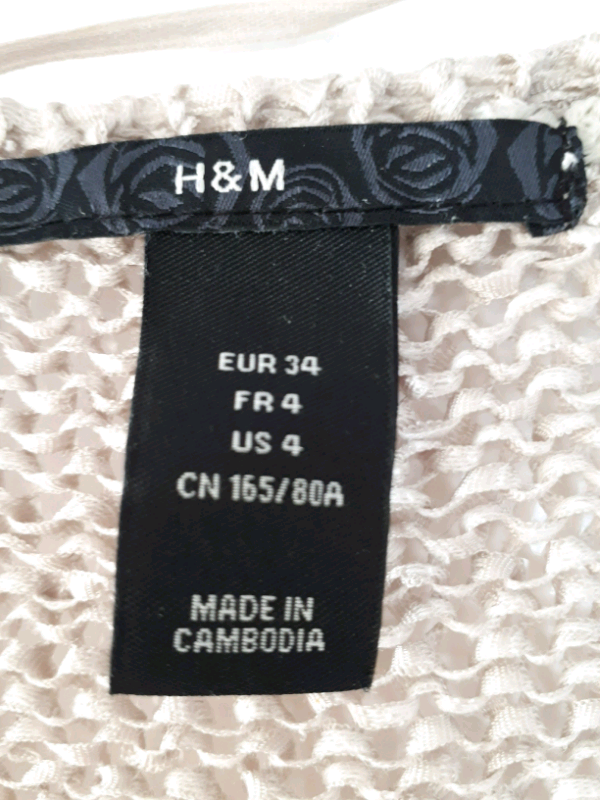 H&M
EUR 34
FR 4
US 4
CN 165/80A
MADE IN
CAMBODIA